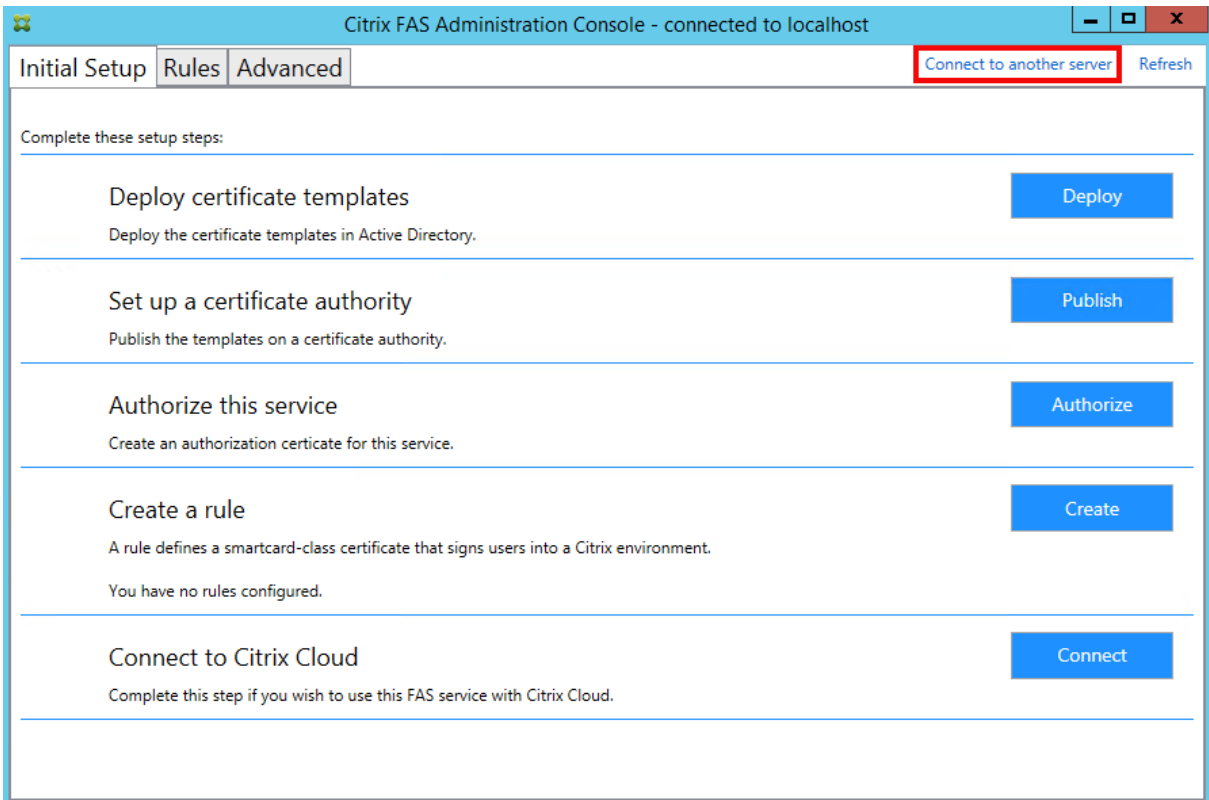 Citrix FAS Administration Console - connected to localhost
Initial Setup Rules Advanced Connect to another server Refresh
Complete these setup steps:
Deploy certificate templates
Deploy
Deploy the certificate templates in Active Directory.
Set up a certificate authority
Publish
Publish the templates on a certificate authority.
Authorize this service
Authorize
Create an authorization certicate for this service.
Create a rule
Create
A rule defines a smartcard-class certificate that signs users into a Citrix environment.
You have no rules configured.
Connect to Citrix Cloud
Connect
Complete this step if you wish to use this FAS service with Citrix Cloud.